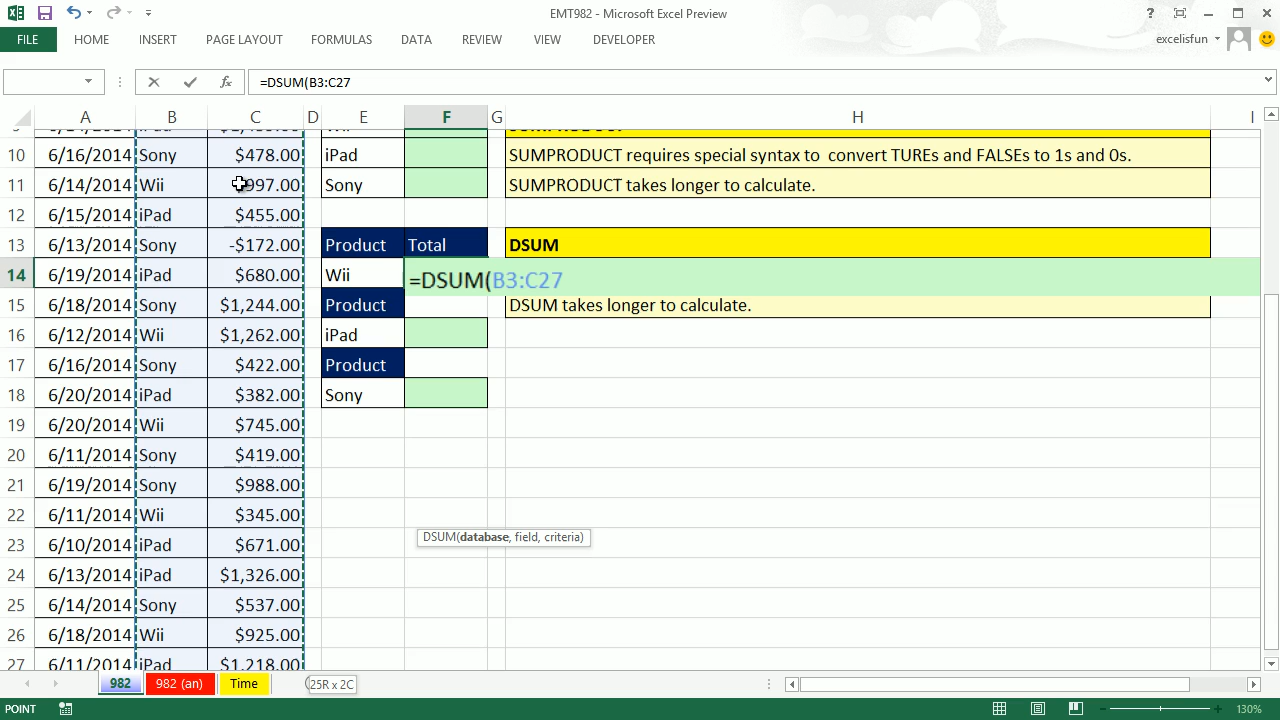 EMT982 - Microsoft Excel Preview
?
FILE HOME INSERT PAGE LAYOUT FORMULAS DATA REVIEW VIEW DEVELOPER excelisfun
fx =DSUM(B3:C27
A B C D E F G H I
10 6/16/2014 Sony $478.00 iPad SUMPRODUCT requires special syntax to convert TUREs and FALSEs to 1s and 0s.
11 6/14/2014 Wii 997.00 Sony SUMPRODUCT takes longer to calculate.
12 6/15/2014 iPad $455.00
13 6/13/2014 Sony -$172.00 Product Total DSUM
14 6/19/2014 iPad $680.00 Wii =DSUM(B3:C27
15 6/18/2014 Sony $1,244.00 Product DSUM takes longer to calculate.
16 6/12/2014 Wii $1,262.00 iPad
17 6/16/2014 Sony $422.00 Product
18 6/20/2014 iPad $382.00 Sony
19 6/20/2014 Wii $745.00
20 6/11/2014 Sony $419.00
21 6/19/2014 Sony $988.00
22 6/11/2014 Wii $345.00
23 6/10/2014 iPad $671.00 DSUM(database, field, criteria)
24 6/13/2014 iPad $1,326.00
25 6/14/2014 Sony $537.00
26 6/18/2014 Wii $925.00
27 6/11/2014 iPad $1,218.00
982 982 (an) Time 25R x 2C
POINT 130%